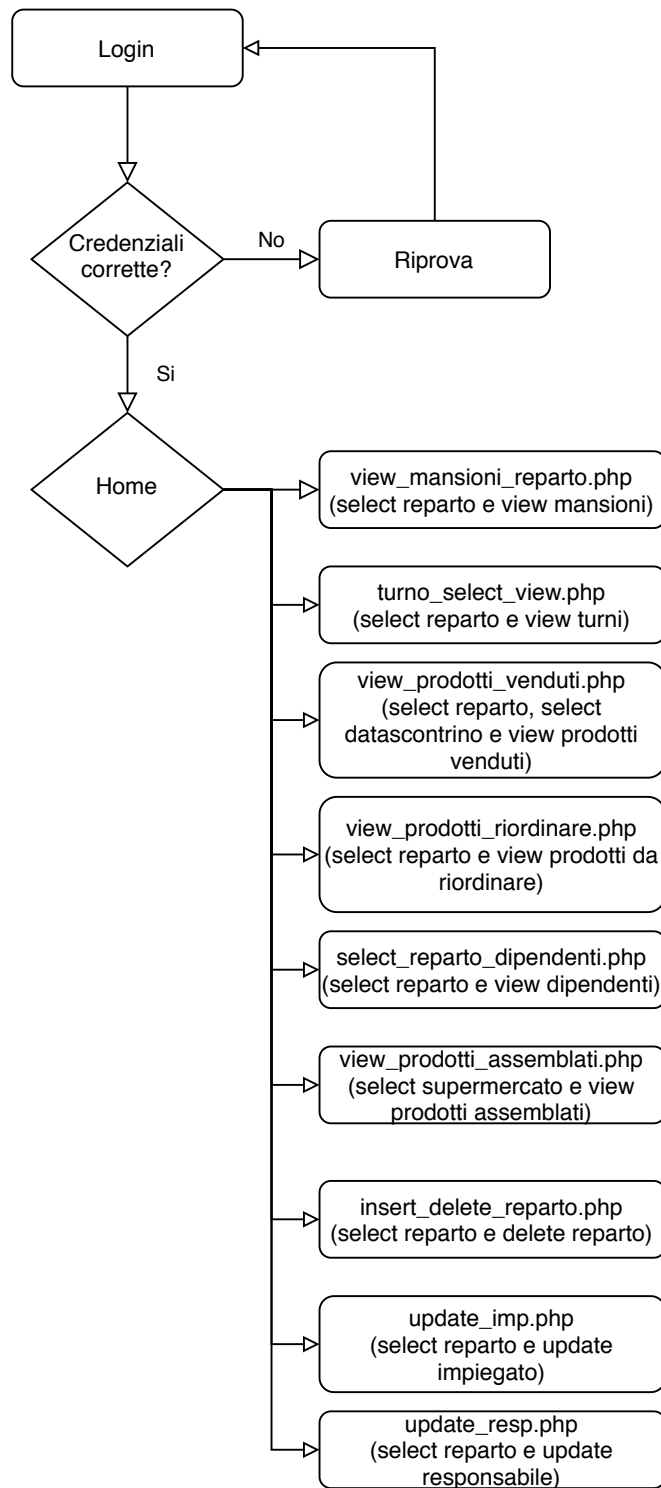 Login
Credenziali
corrette?
No
Riprova
Si
Home
view_mansioni_reparto.php
(select reparto e view mansioni)
turno_select_view.php
(select reparto e view turni)
view_prodotti_venduti.php
(select reparto, select
datascontrino e view prodotti
venduti)
view_prodotti_riordinare.php
(select reparto e view prodotti da
riordinare)
select_reparto_dipendenti.php
(select reparto e view dipendenti)
view_prodotti_assemblati.php
(select supermercato e view
prodotti assemblati)
insert_delete_reparto.php
(select reparto e delete reparto)
update_imp.php
(select reparto e update
impiegato)
update_resp.php
(select reparto e update
responsabile)